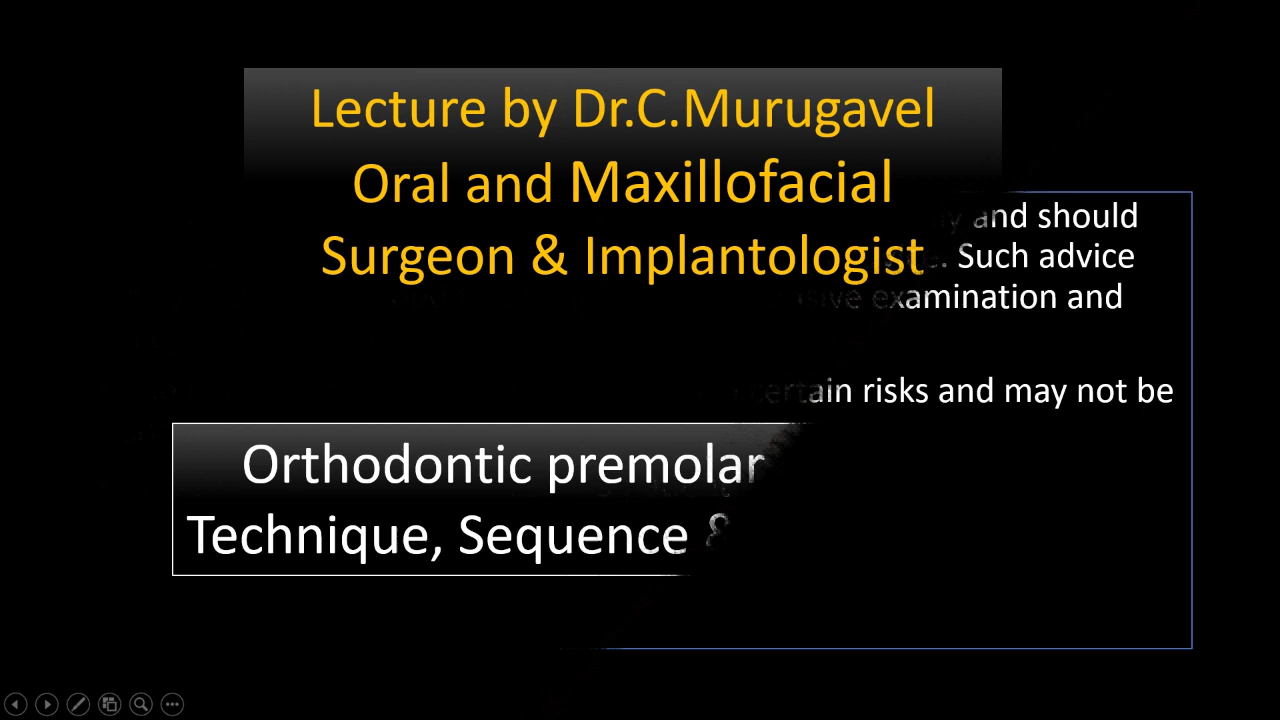 Lecture by Dr.C.Murugavel
Oral and Maxillofacial
Surgeon & Implantologist
and should
Such advice
examination and
certain risks and may not be
Orthodontic premolar
Technique, Sequence &